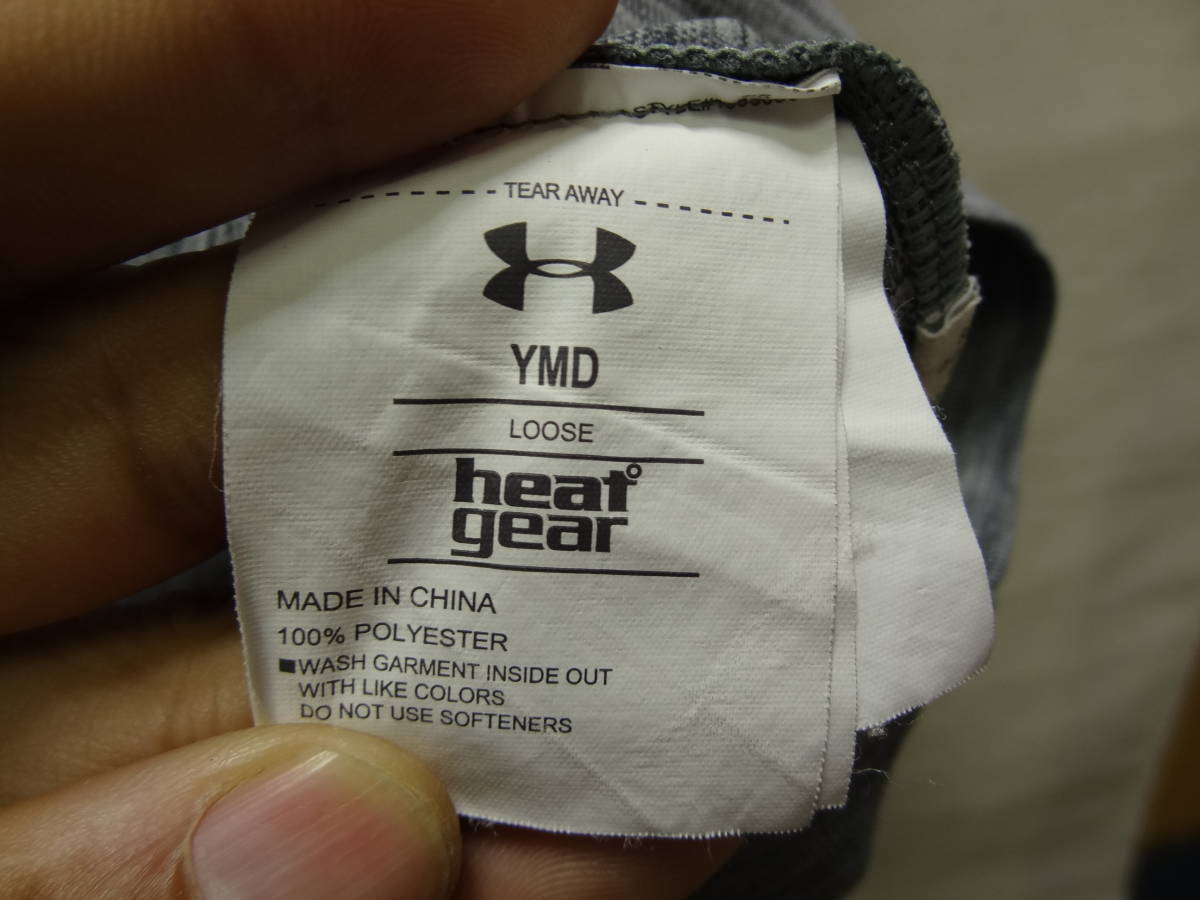 TEAR AWAY
YMD
LOOSE
heat
gear
MADE IN CHINA
100% POLYESTER
■WASH GARMENT INSIDE OUT
WITH LIKE COLORS
DO NOT USE SOFTENERS